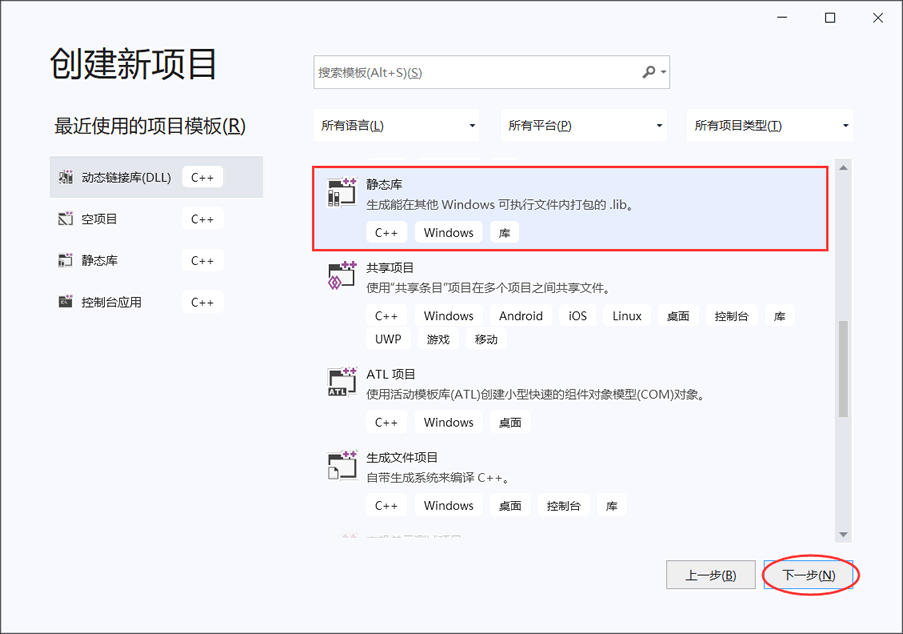 创建新项目
最近使用的项目模板(R)
动态链接库(DLL) C++
空项目 C++
静态库 C++
控制台应用 C++
搜索模板(Alt+S)(S)
所有语言(L) 所有平台(P) 所有项目类型(T)
静态库
生成能在其他 Windows 可执行文件内打包的 .lib。
C++ Windows 库
共享项目
使用“共享条目”项目在多个项目之间共享文件。
C++ Windows Android iOS Linux 桌面 控制台 库
UWP 游戏 移动
ATL 项目
使用活动模板库(ATL)创建小型快速的组件对象模型(COM)对象。
C++ Windows 桌面
生成文件项目
自带生成系统来编译 C++。
C++ Windows 桌面 控制台 库
上一步(B) 下一步(N)